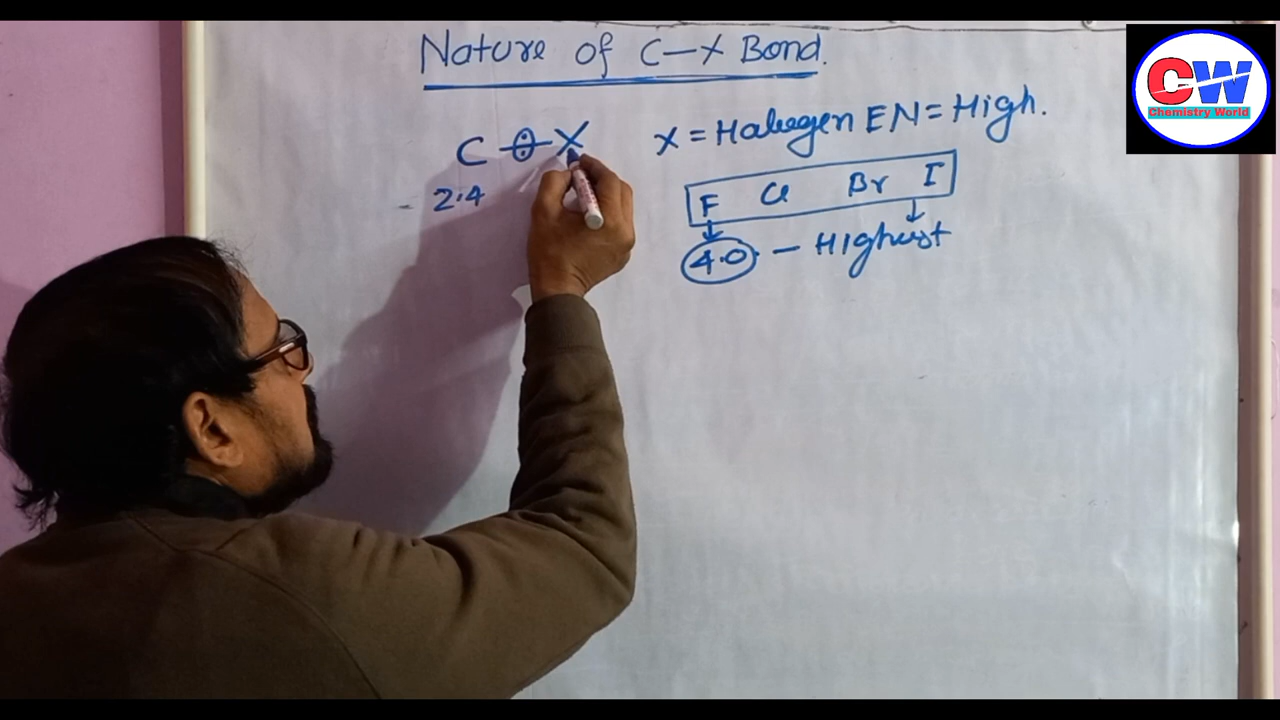 Nature of C-X Bond.
C-X X = Halogen EN = High.
2.4
F Cl Br I
4.0 - Highest
CW
Chemistry World